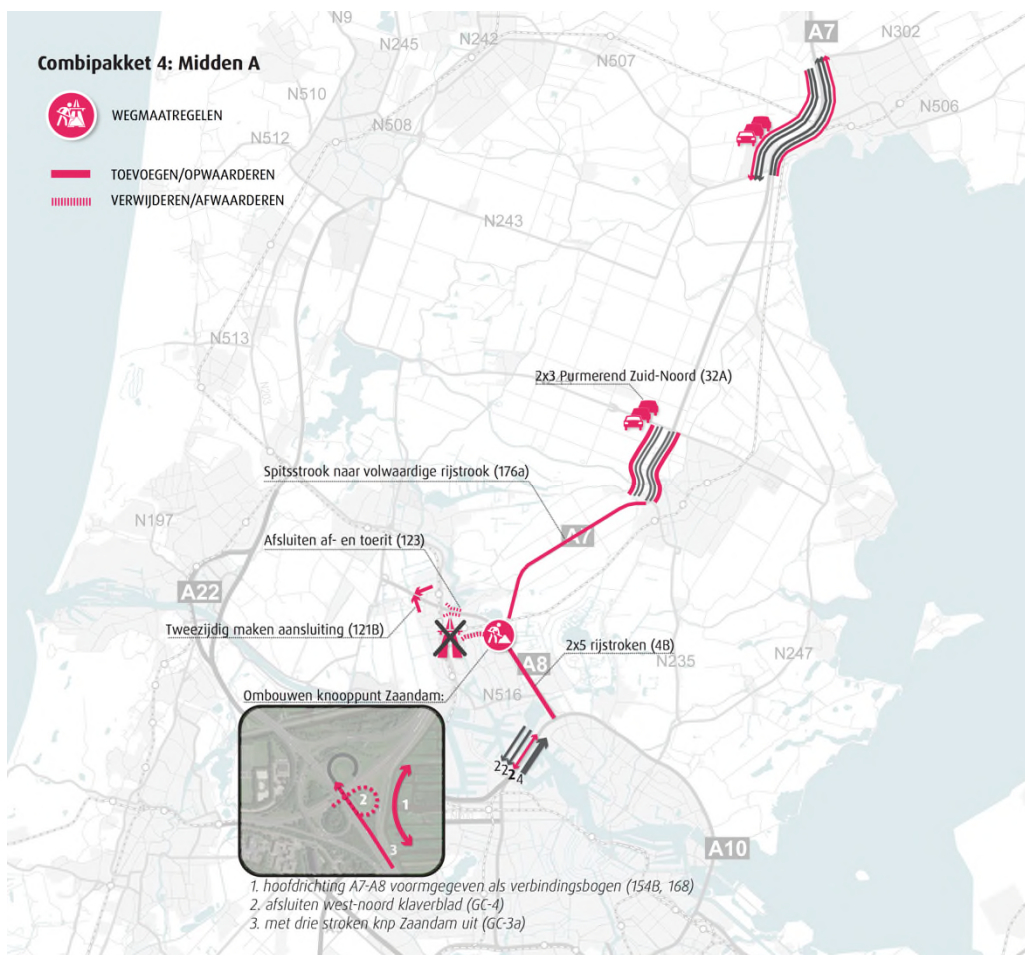 Combipakket 4: Midden A
WEGMAATREGELEN
TOEVOEGEN/OPWAARDEREN
VERWIJDEREN/AFWAARDEREN
N9
N245
N242
N507
A7
N302
N510
N506
N512
N508
N243
N513
2x3 Purmerend Zuid-Noord (32A)
Spitsstrook naar volwaardige rijstrook (176a)
N197
A7
Afsluiten af- en toerit (123)
A22
Tweezijdig maken aansluiting (121B)
2x5 rijstroken (4B)
A8
N235
N247
Ombouwen knooppunt Zaandam:
N516
2 2 2 4
2
1
3
A10
1. hoofdrichting A7-A8 voormgegeven als verbindingsbogen (154B, 168)
2. afsluiten west-noord klaverblad (GC-4)
3. met drie stroken knp Zaandam uit (GC-3a)